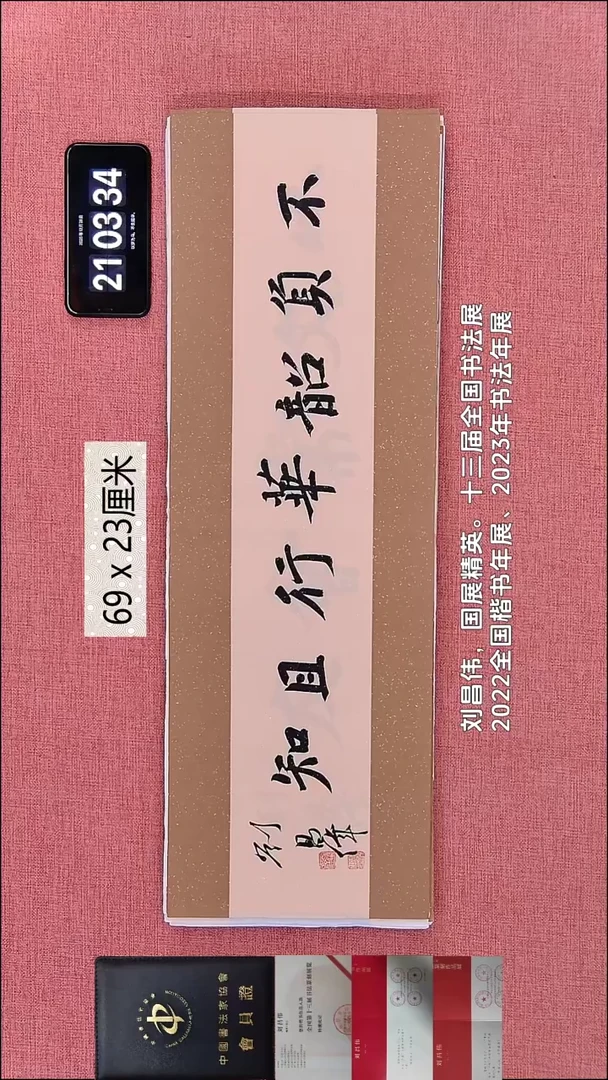 21 03 34
69 x 23厘米
不負韶華行且知
劉昌偉
刘昌伟，国展精英。十三届全国书法展
2022全国楷书年展、2023年书法年展
中國書法家協會
會員證